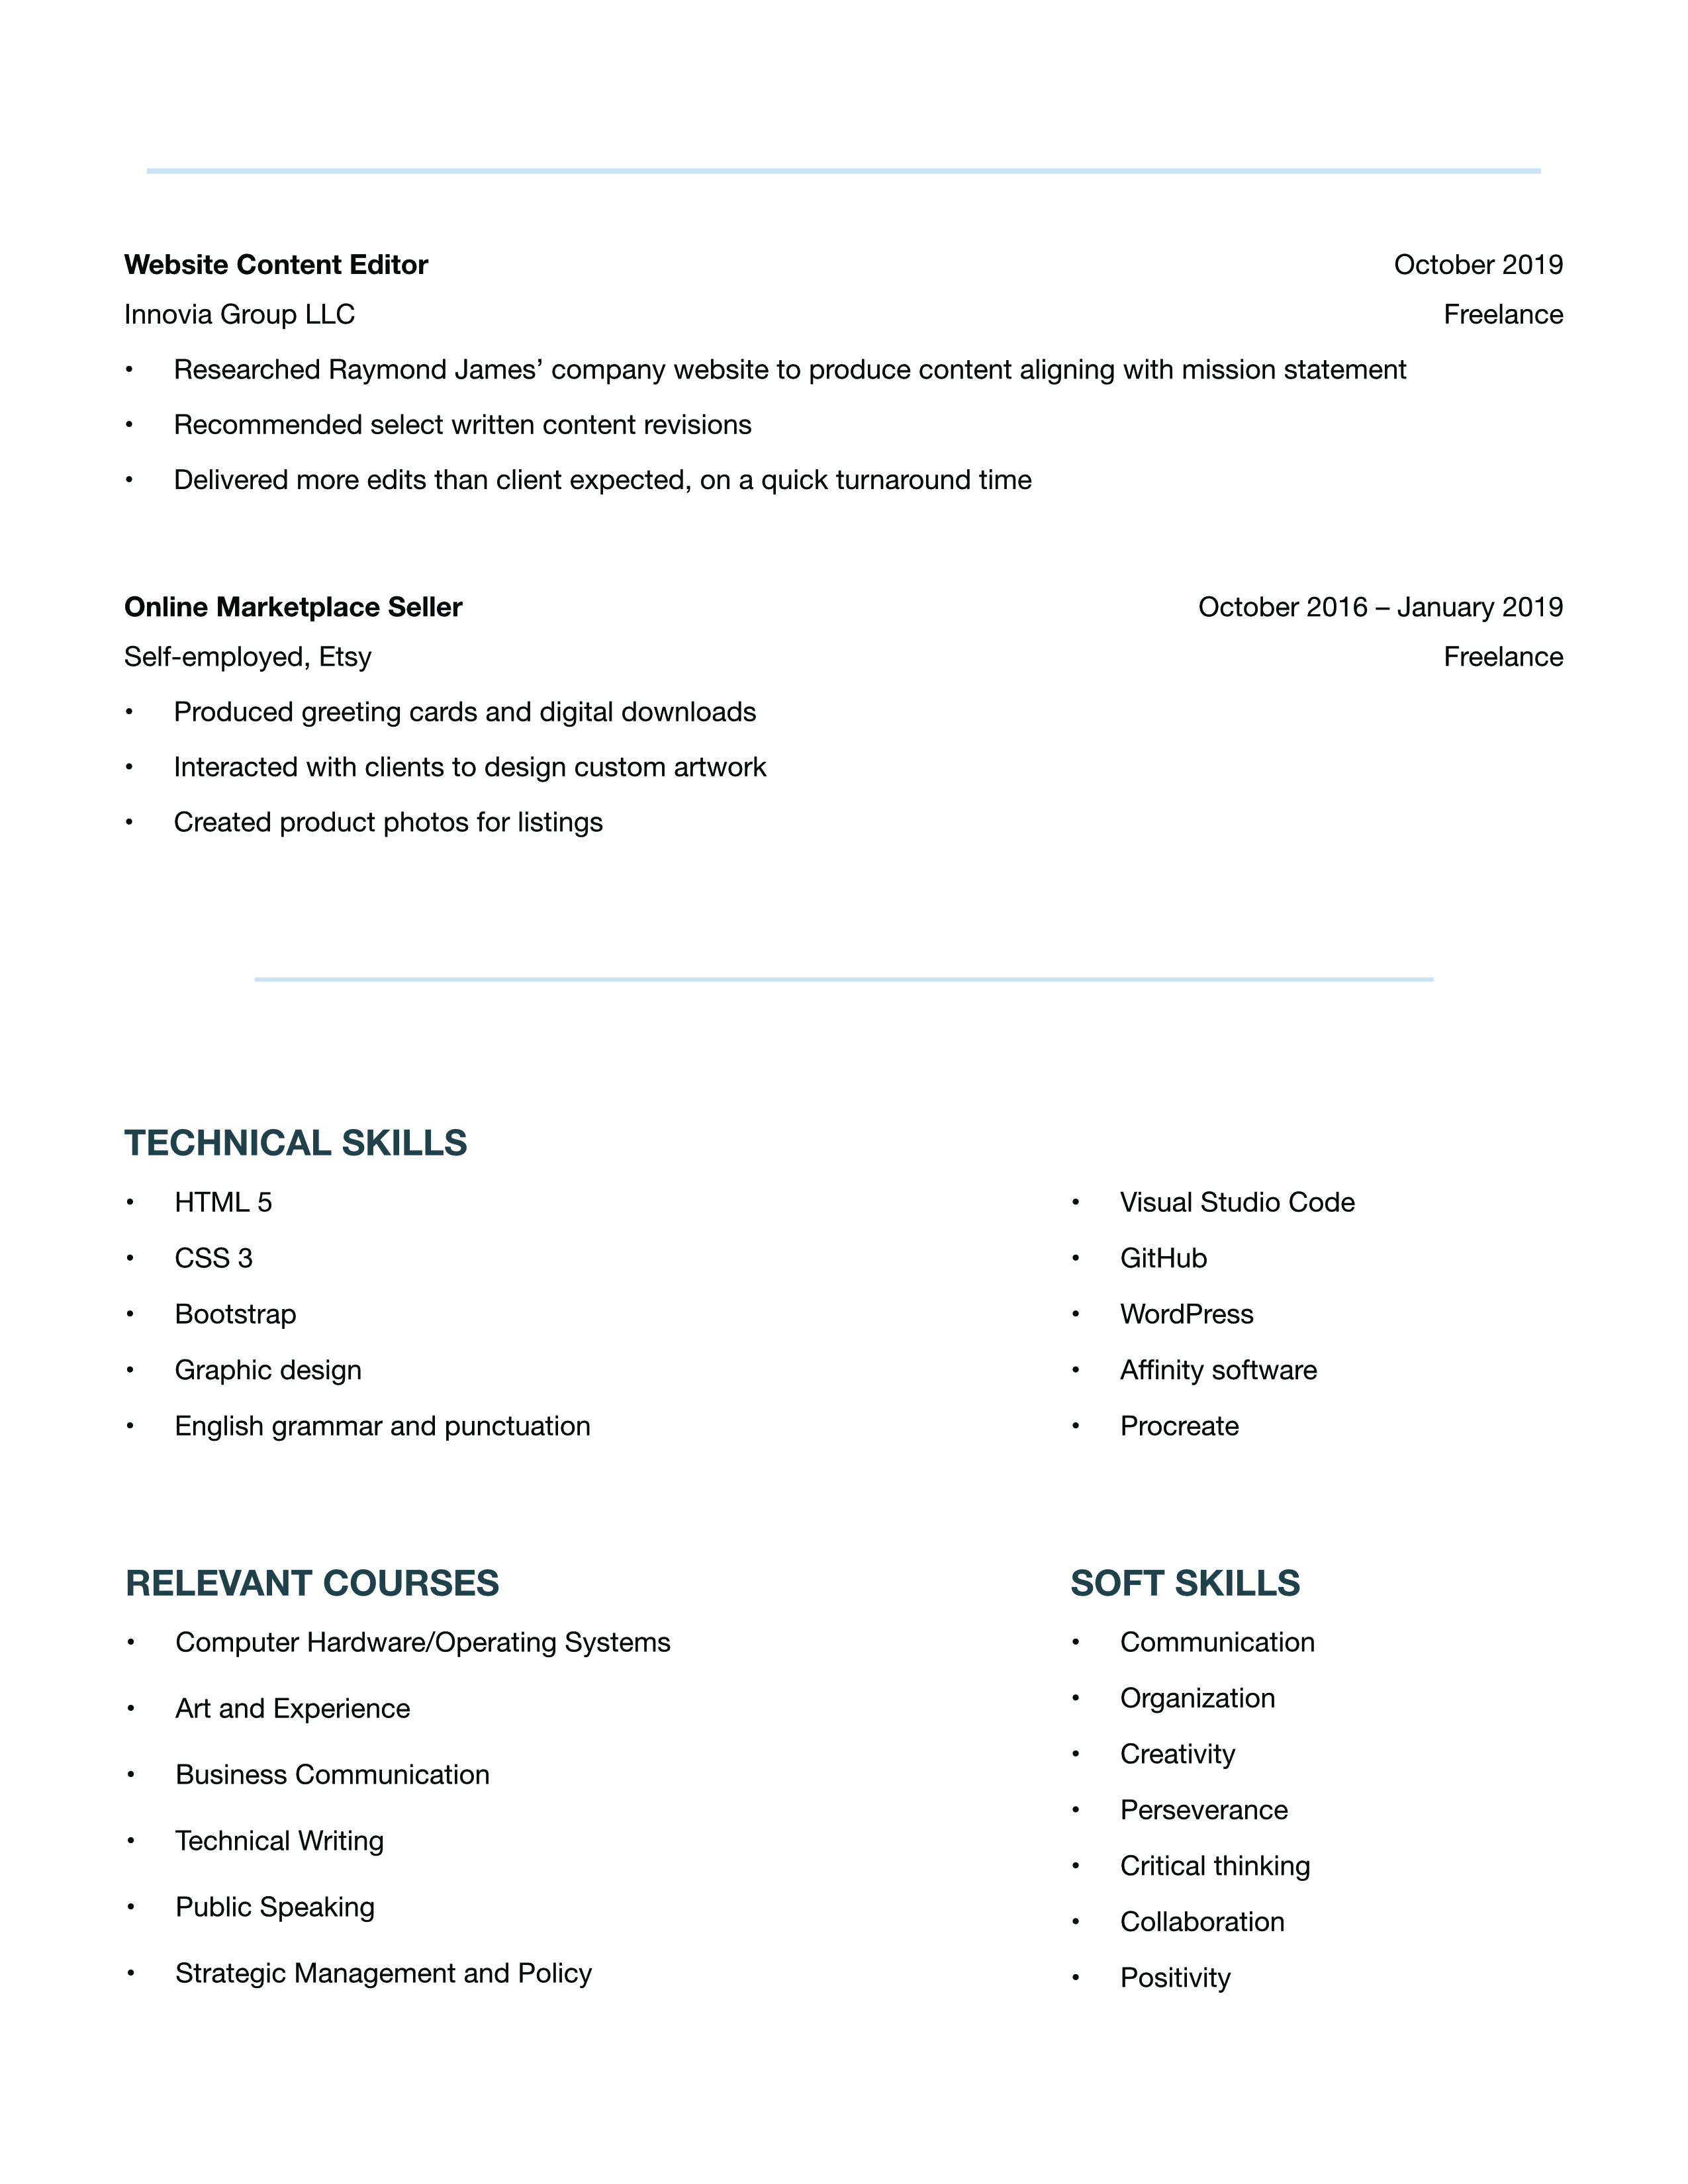 Website Content Editor October 2019
Innovia Group LLC Freelance
• Researched Raymond James’ company website to produce content aligning with mission statement
• Recommended select written content revisions
• Delivered more edits than client expected, on a quick turnaround time
Online Marketplace Seller October 2016 – January 2019
Self-employed, Etsy Freelance
• Produced greeting cards and digital downloads
• Interacted with clients to design custom artwork
• Created product photos for listings
TECHNICAL SKILLS
• HTML 5
• CSS 3
• Bootstrap
• Graphic design
• English grammar and punctuation
• Visual Studio Code
• GitHub
• WordPress
• Affinity software
• Procreate
RELEVANT COURSES
• Computer Hardware/Operating Systems
• Art and Experience
• Business Communication
• Technical Writing
• Public Speaking
• Strategic Management and Policy
SOFT SKILLS
• Communication
• Organization
• Creativity
• Perseverance
• Critical thinking
• Collaboration
• Positivity